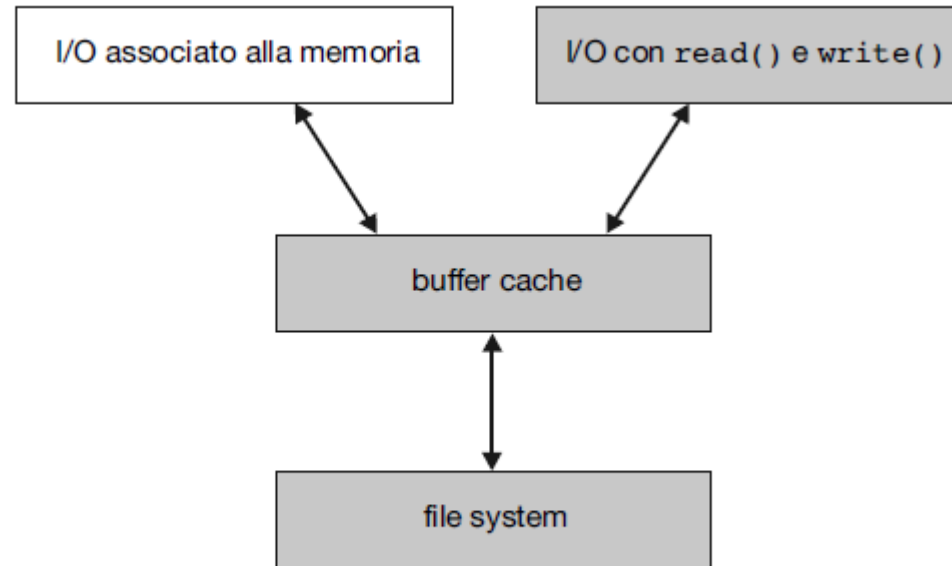 I/O associato alla memoria
I/O con read() e write()
buffer cache
file system